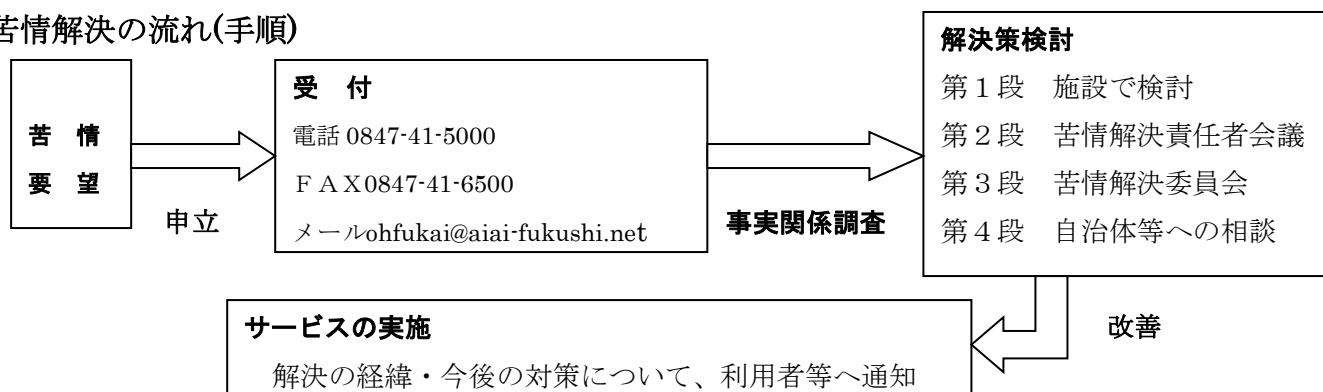 苦情解決の流れ(手順)
苦 情
要 望
申立
受 付
電話 0847-41-5000
ＦＡＸ0847-41-6500
メールohfukai@aiai-fukushi.net
事実関係調査
解決策検討
第１段 施設で検討
第２段 苦情解決責任者会議
第３段 苦情解決委員会
第４段 自治体等への相談
改善
サービスの実施
解決の経緯・今後の対策について、利用者等へ通知